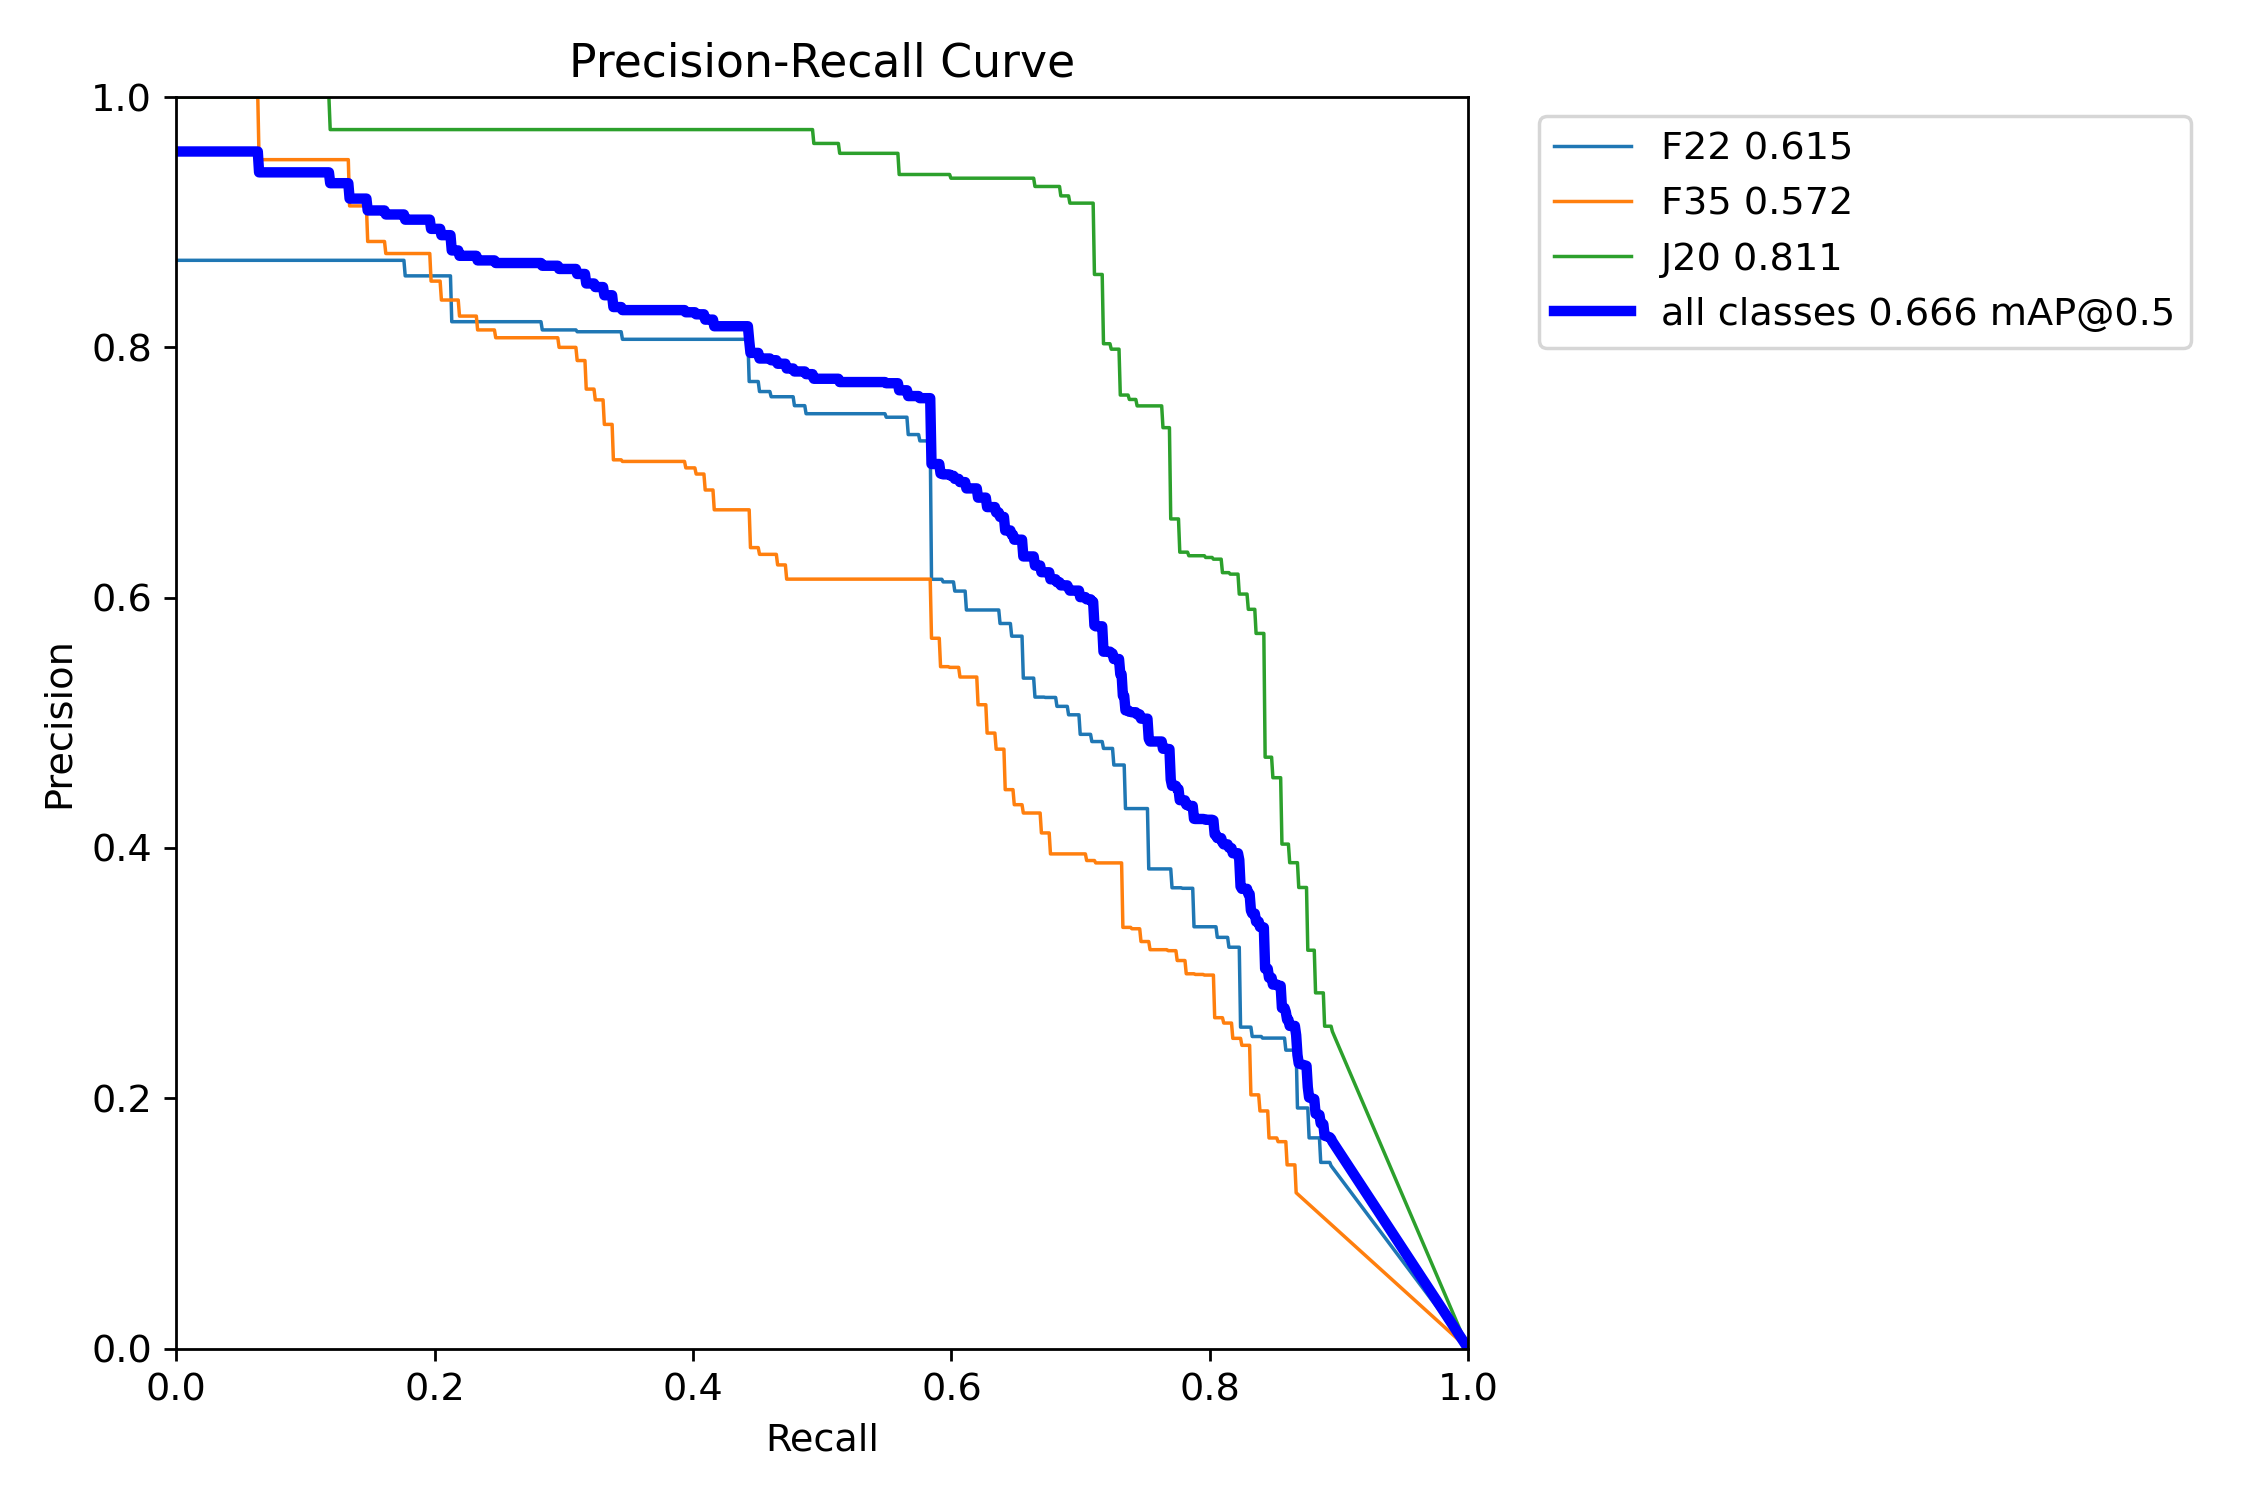 Precision-Recall Curve
1.0
0.8
0.6
0.4
0.2
0.0
Precision
0.0 0.2 0.4 0.6 0.8 1.0
Recall
F22 0.615
F35 0.572
J20 0.811
all classes 0.666 mAP@0.5